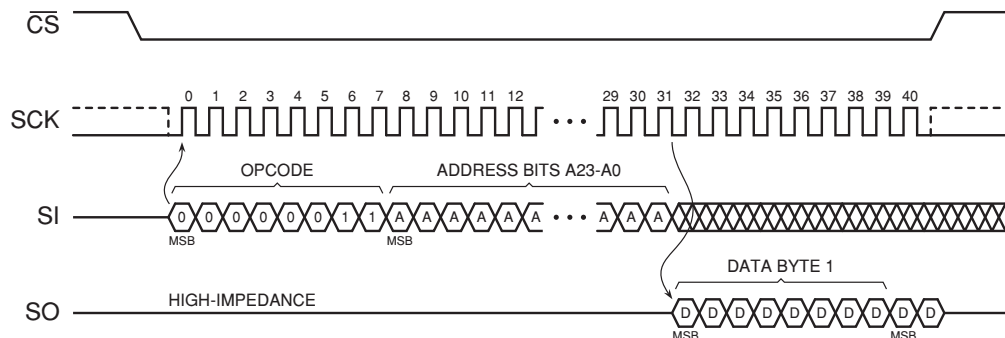 CS
0 1 2 3 4 5 6 7 8 9 10 11 12 29 30 31 32 33 34 35 36 37 38 39 40
SCK
OPCODE ADDRESS BITS A23-A0
SI 0 0 0 0 0 0 1 1 A A A A A A A A A
MSB MSB
DATA BYTE 1
HIGH-IMPEDANCE
SO D D D D D D D D D D
MSB MSB